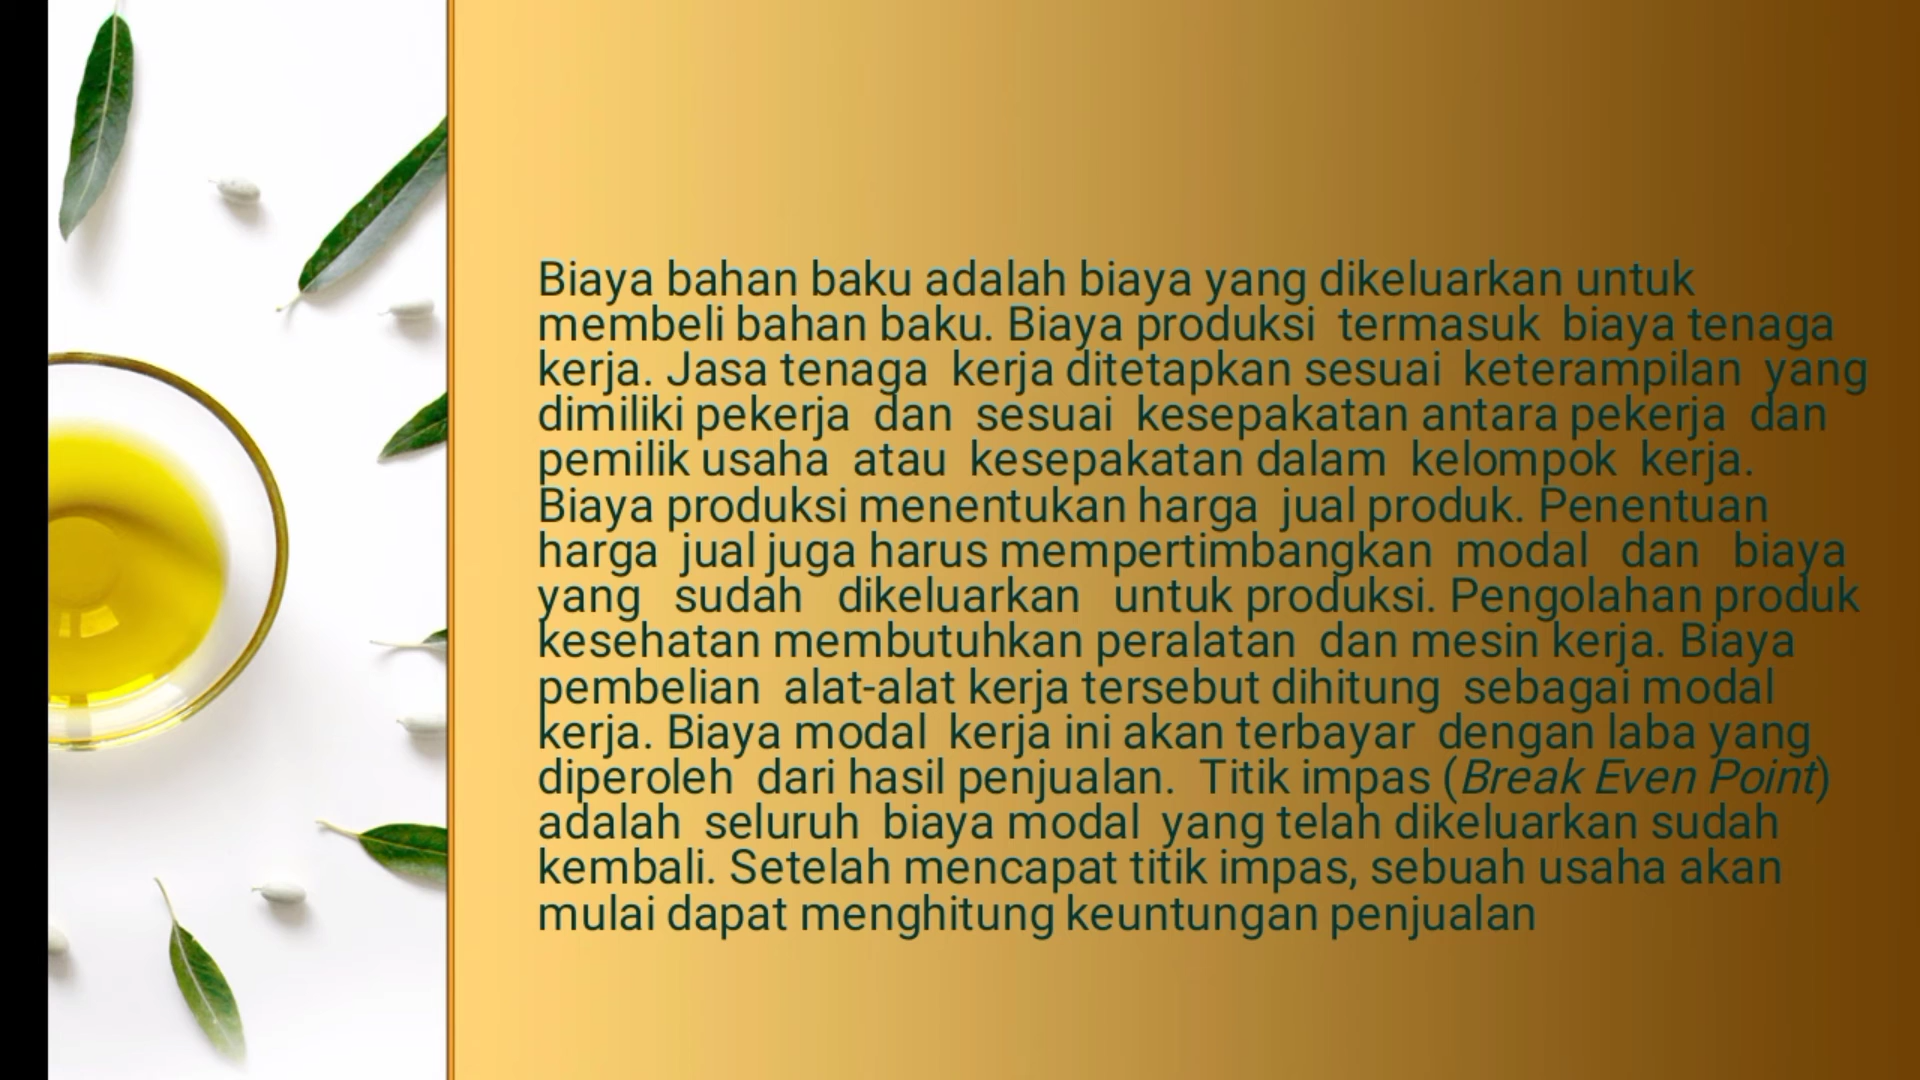 Biaya bahan baku adalah biaya yang dikeluarkan untuk
membeli bahan baku. Biaya produksi termasuk biaya tenaga
kerja. Jasa tenaga kerja ditetapkan sesuai keterampilan yang
dimiliki pekerja dan sesuai kesepakatan antara pekerja dan
pemilik usaha atau kesepakatan dalam kelompok kerja.
Biaya produksi menentukan harga jual produk. Penentuan
harga jual juga harus mempertimbangkan modal dan biaya
yang sudah dikeluarkan untuk produksi. Pengolahan produk
kesehatan membutuhkan peralatan dan mesin kerja. Biaya
pembelian alat-alat kerja tersebut dihitung sebagai modal
kerja. Biaya modal kerja ini akan terbayar dengan laba yang
diperoleh dari hasil penjualan. Titik impas (Break Even Point)
adalah seluruh biaya modal yang telah dikeluarkan sudah
kembali. Setelah mencapat titik impas, sebuah usaha akan
mulai dapat menghitung keuntungan penjualan